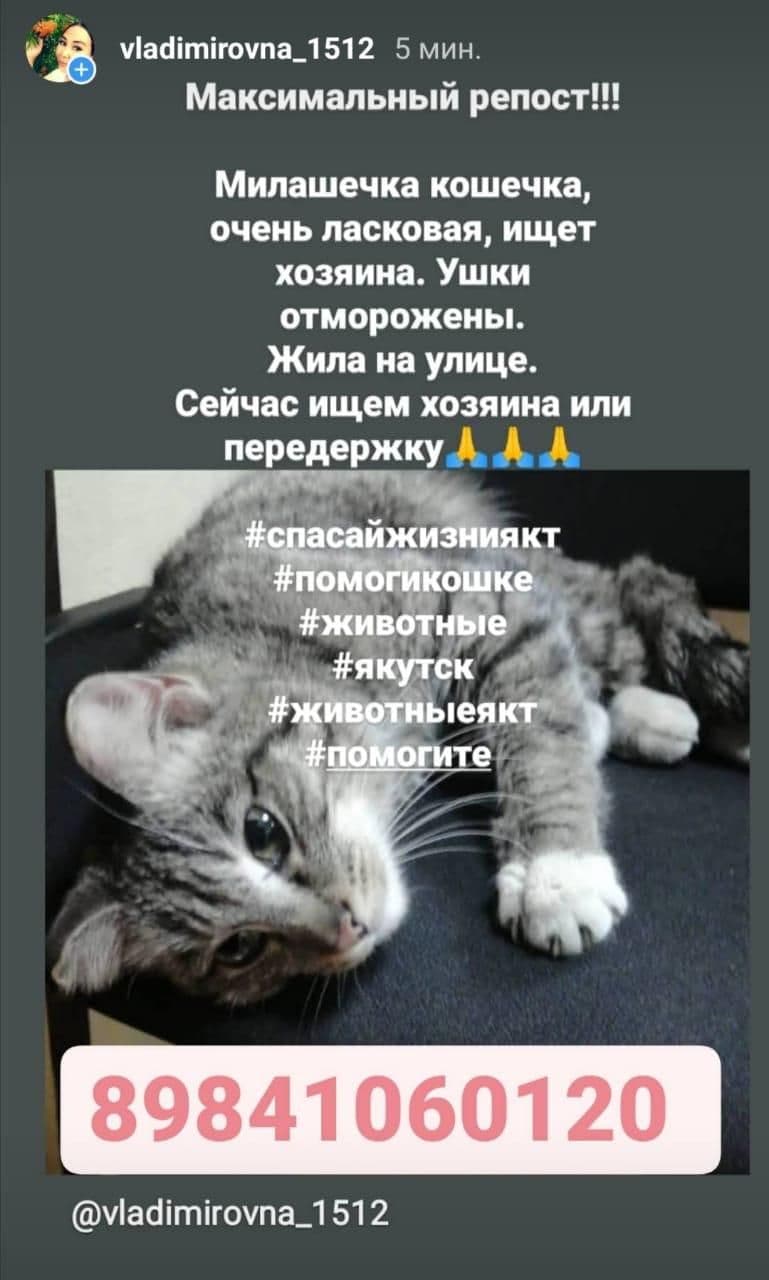 vladimirovna_1512 5 мин.
Максимальный репост!!!
Милашечка кошечка,
очень ласковая, ищет
хозяина. Ушки
отморожены.
Жила на улице.
Сейчас ищем хозяина или
передержку🙏🙏🙏
#спасайжизниякт
#помогикошке
#животные
#якутск
#животныеякт
#помогите
89841060120
@vladimirovna_1512